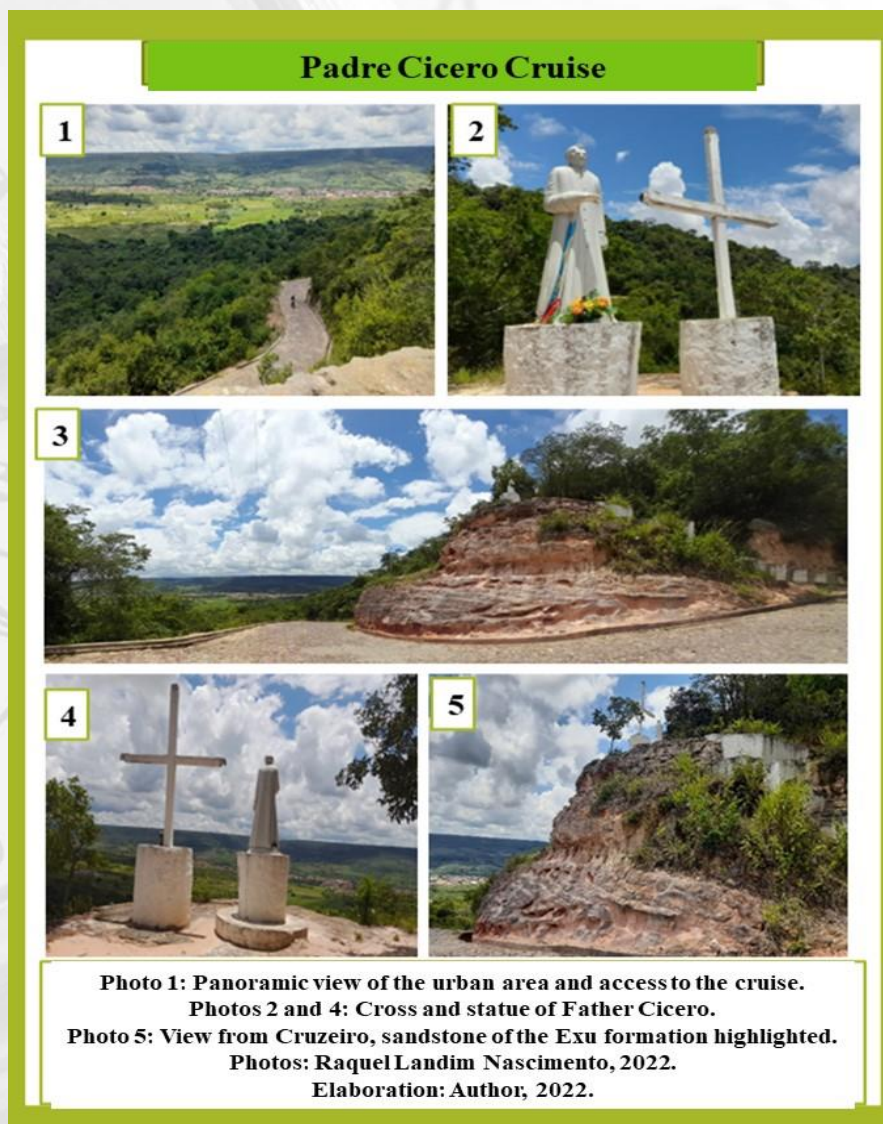 Padre Cicero Cruise
1
2
3
4
5
Photo 1: Panoramic view of the urban area and access to the cruise.
Photos 2 and 4: Cross and statue of Father Cicero.
Photo 5: View from Cruzeiro, sandstone of the Exu formation highlighted.
Photos: Raquel Landim Nascimento, 2022.
Elaboration: Author, 2022.